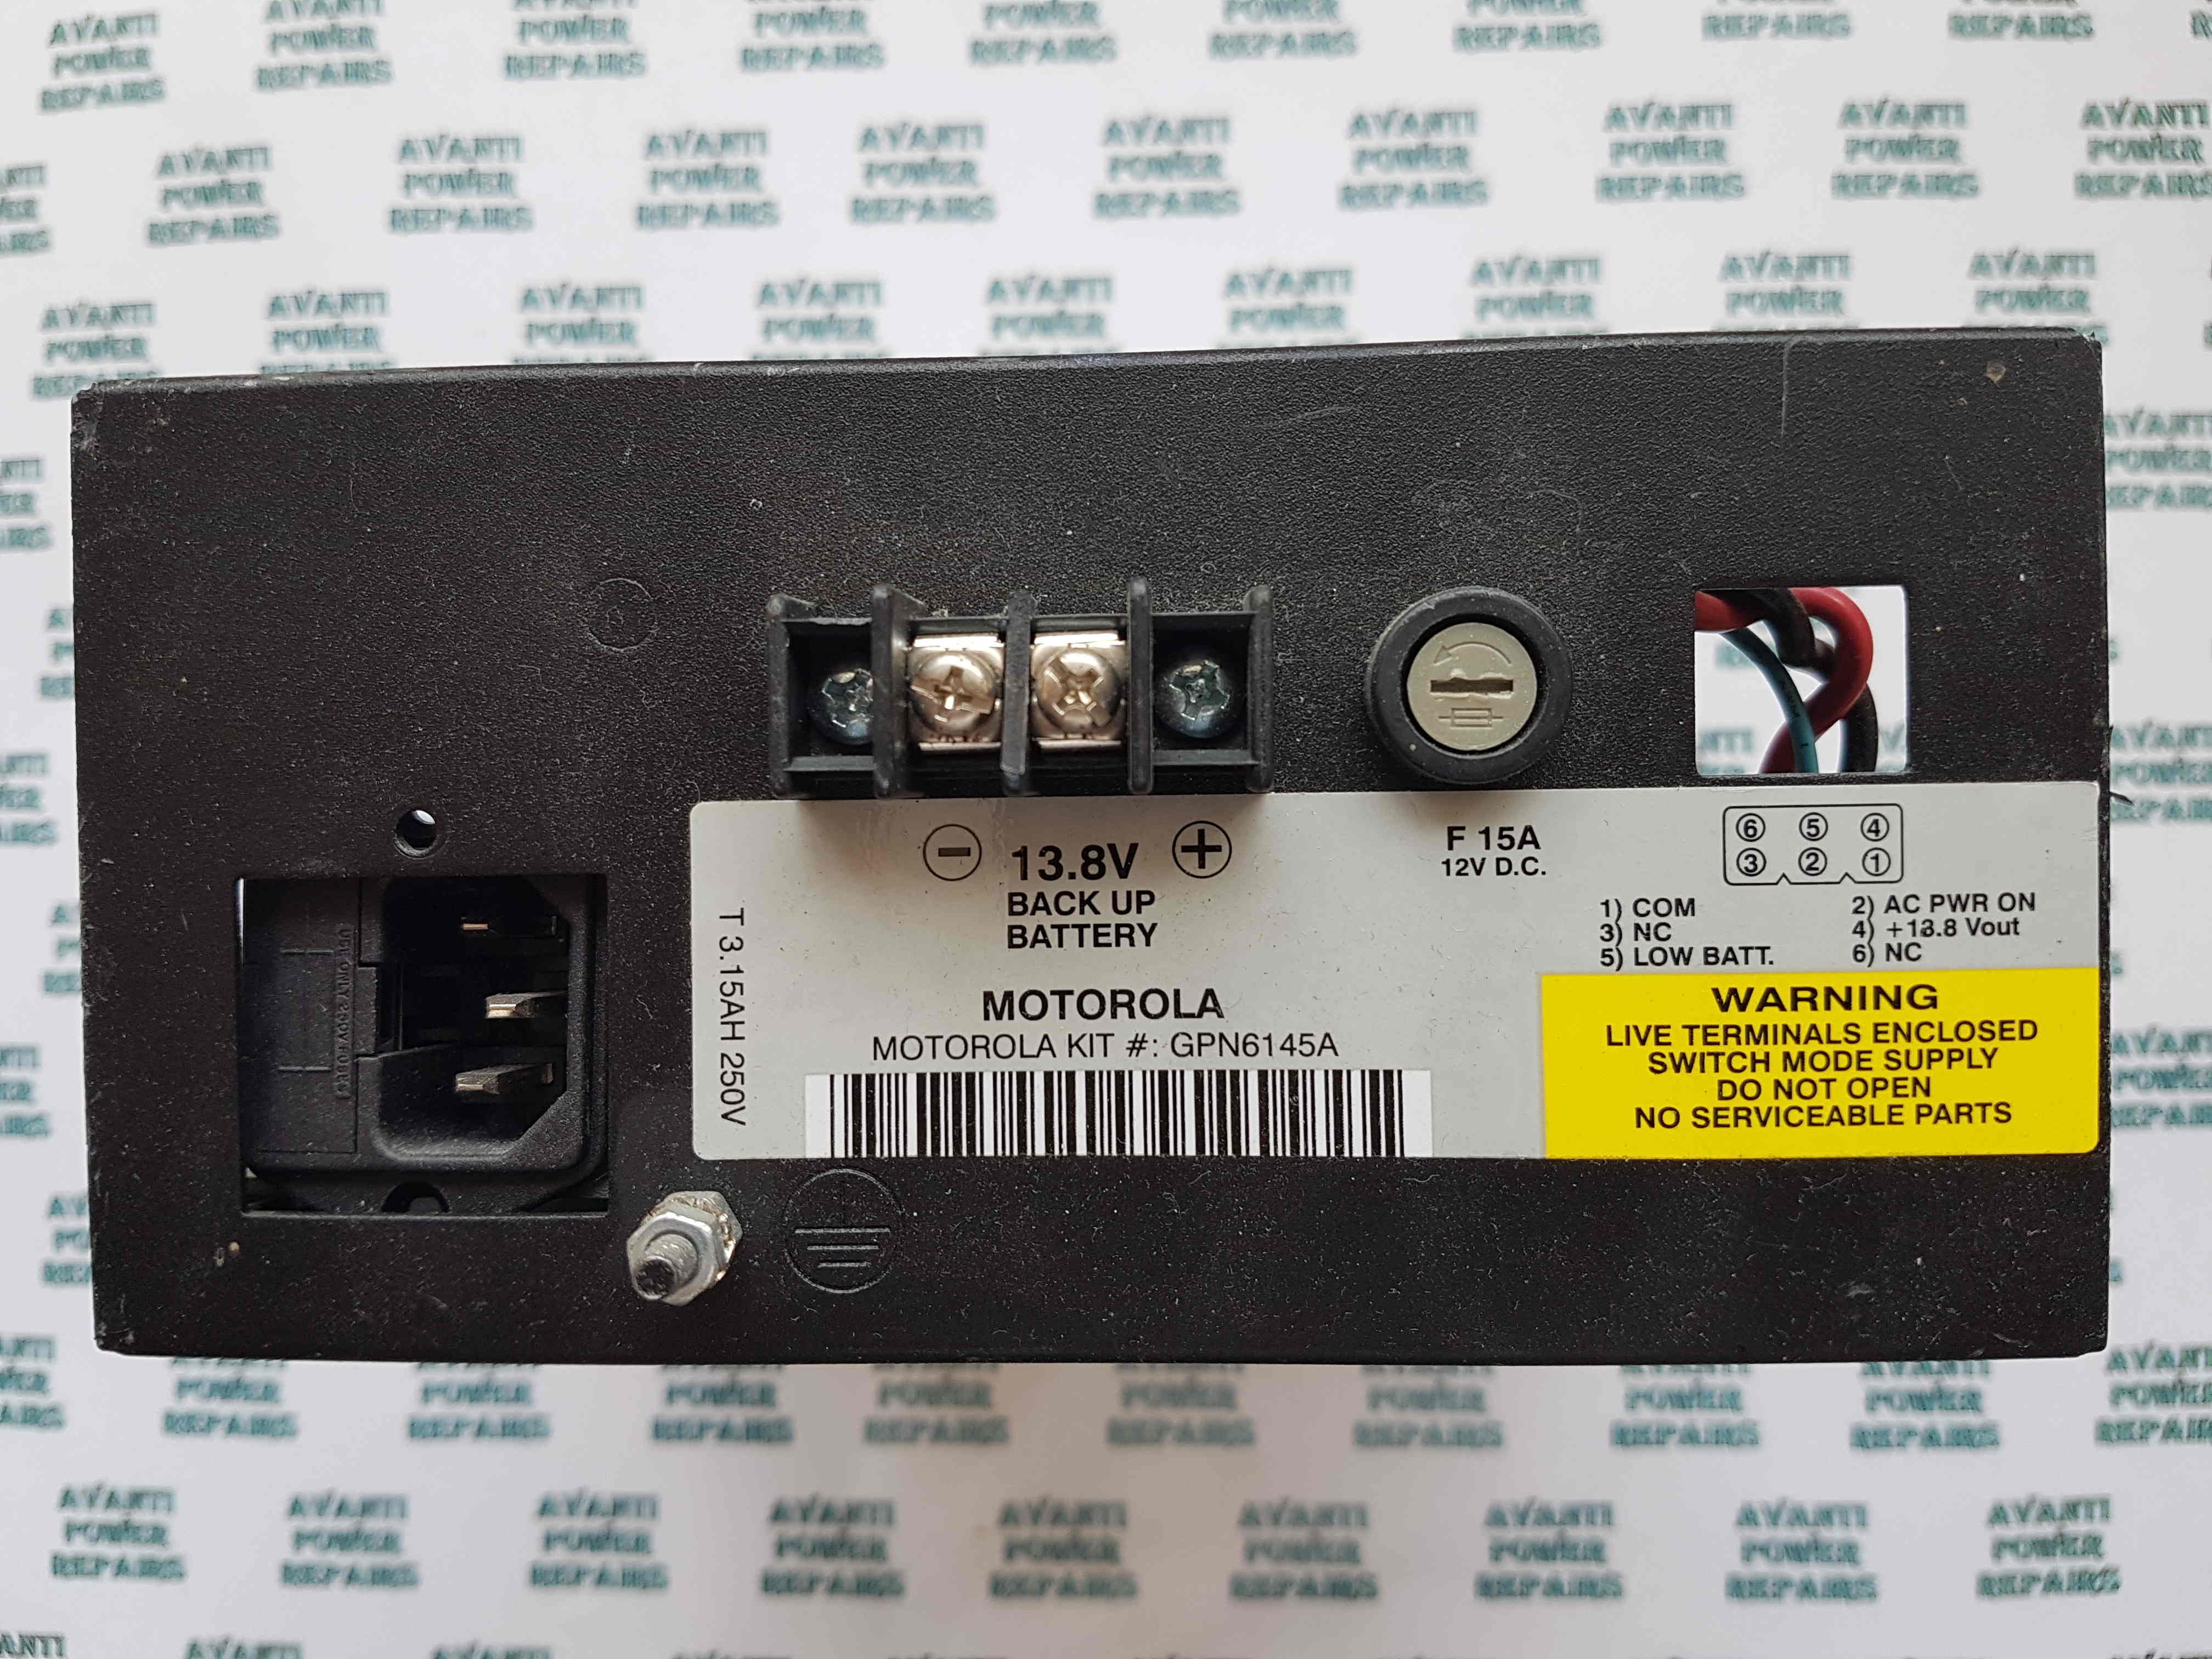 AVANTI
POWER
REPAIRS
⊖ 13.8V ⊕
BACK UP
BATTERY
F 15A
12V D.C.
⑥ ⑤ ④
③ ② ①
1) COM 2) AC PWR ON
3) NC 4) +13.8 Vout
5) LOW BATT. 6) NC
T 3.15AH 250V
MOTOROLA
MOTOROLA KIT #: GPN6145A
WARNING
LIVE TERMINALS ENCLOSED
SWITCH MODE SUPPLY
DO NOT OPEN
NO SERVICEABLE PARTS